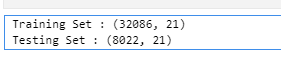 Training Set : (32086, 21)
Testing Set : (8022, 21)